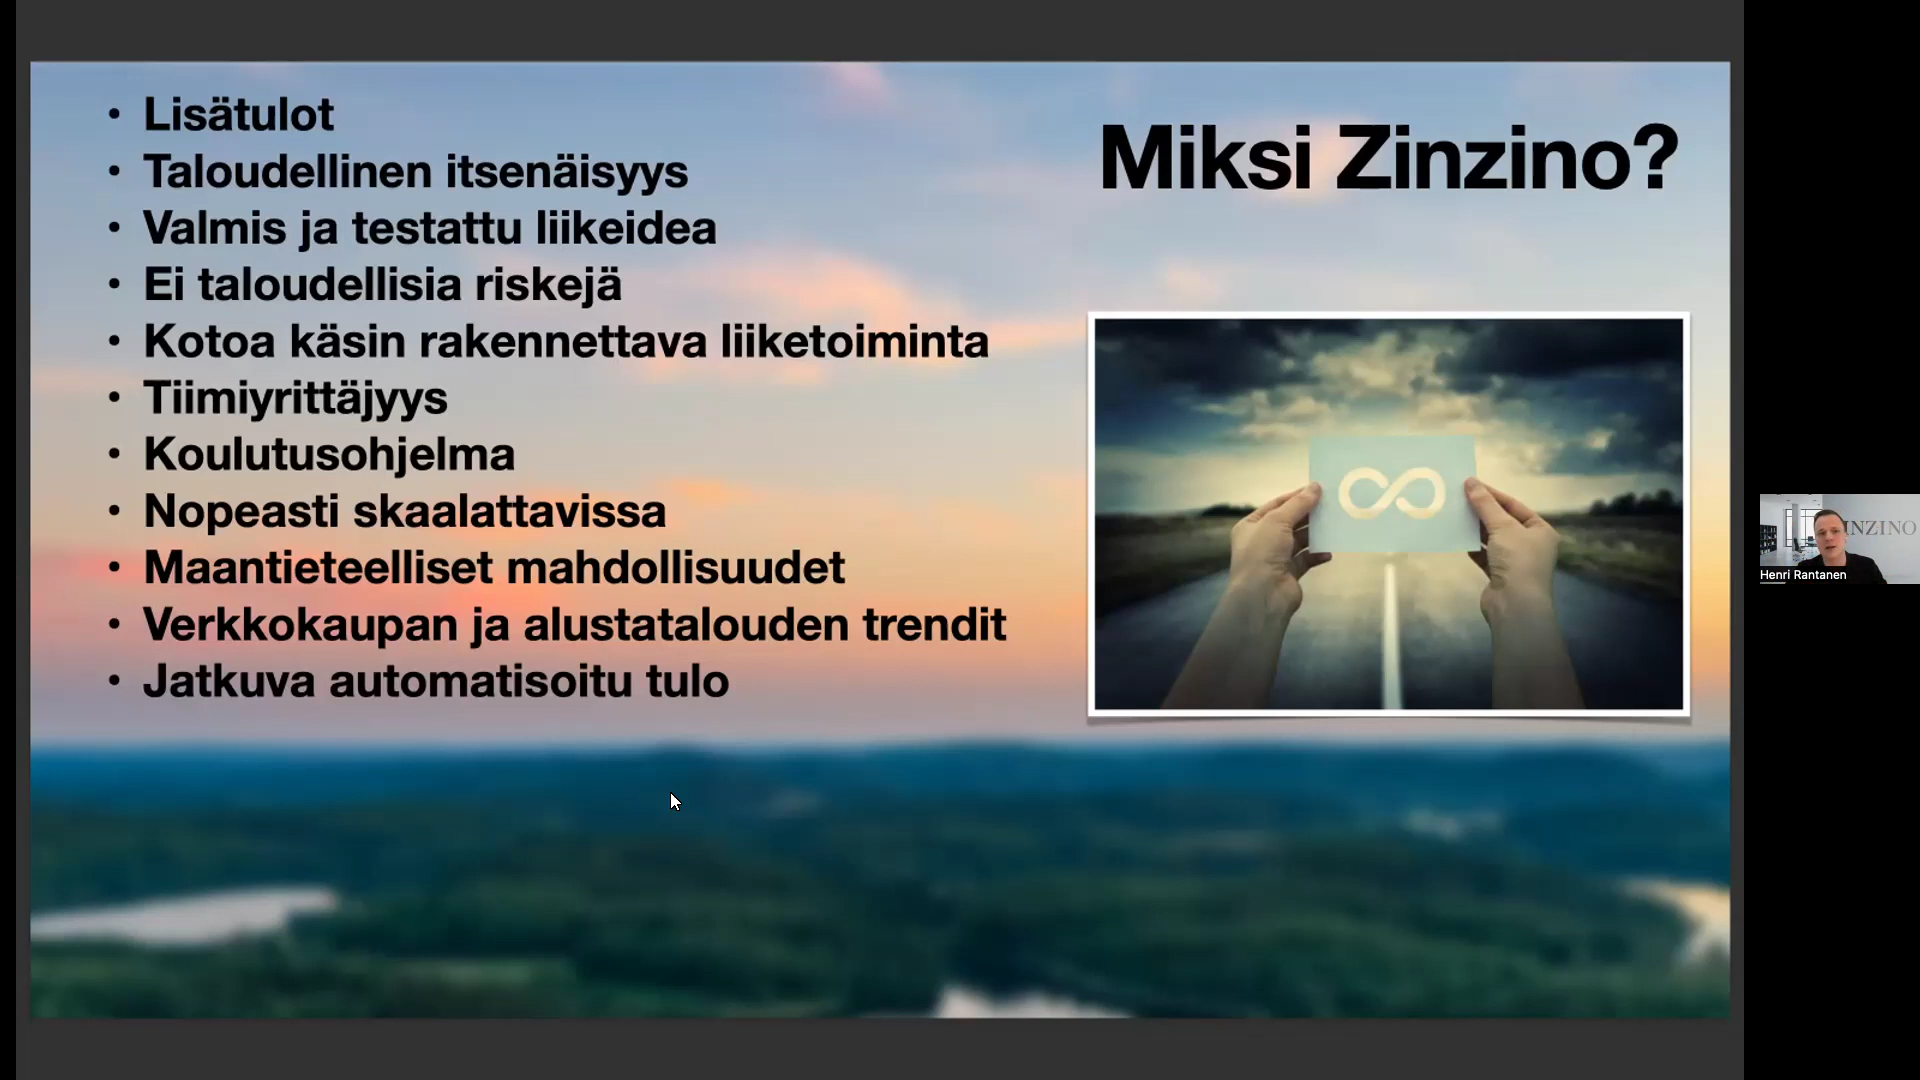 Miksi Zinzino?
• Lisätulot
• Taloudellinen itsenäisyys
• Valmis ja testattu liikeidea
• Ei taloudellisia riskejä
• Kotoa käsin rakennettava liiketoiminta
• Tiimiyrittäjyys
• Koulutusohjelma
• Nopeasti skaalattavissa
• Maantieteelliset mahdollisuudet
• Verkkokaupan ja alustatalouden trendit
• Jatkuva automatisoitu tulo
INZINO
Henri Rantanen